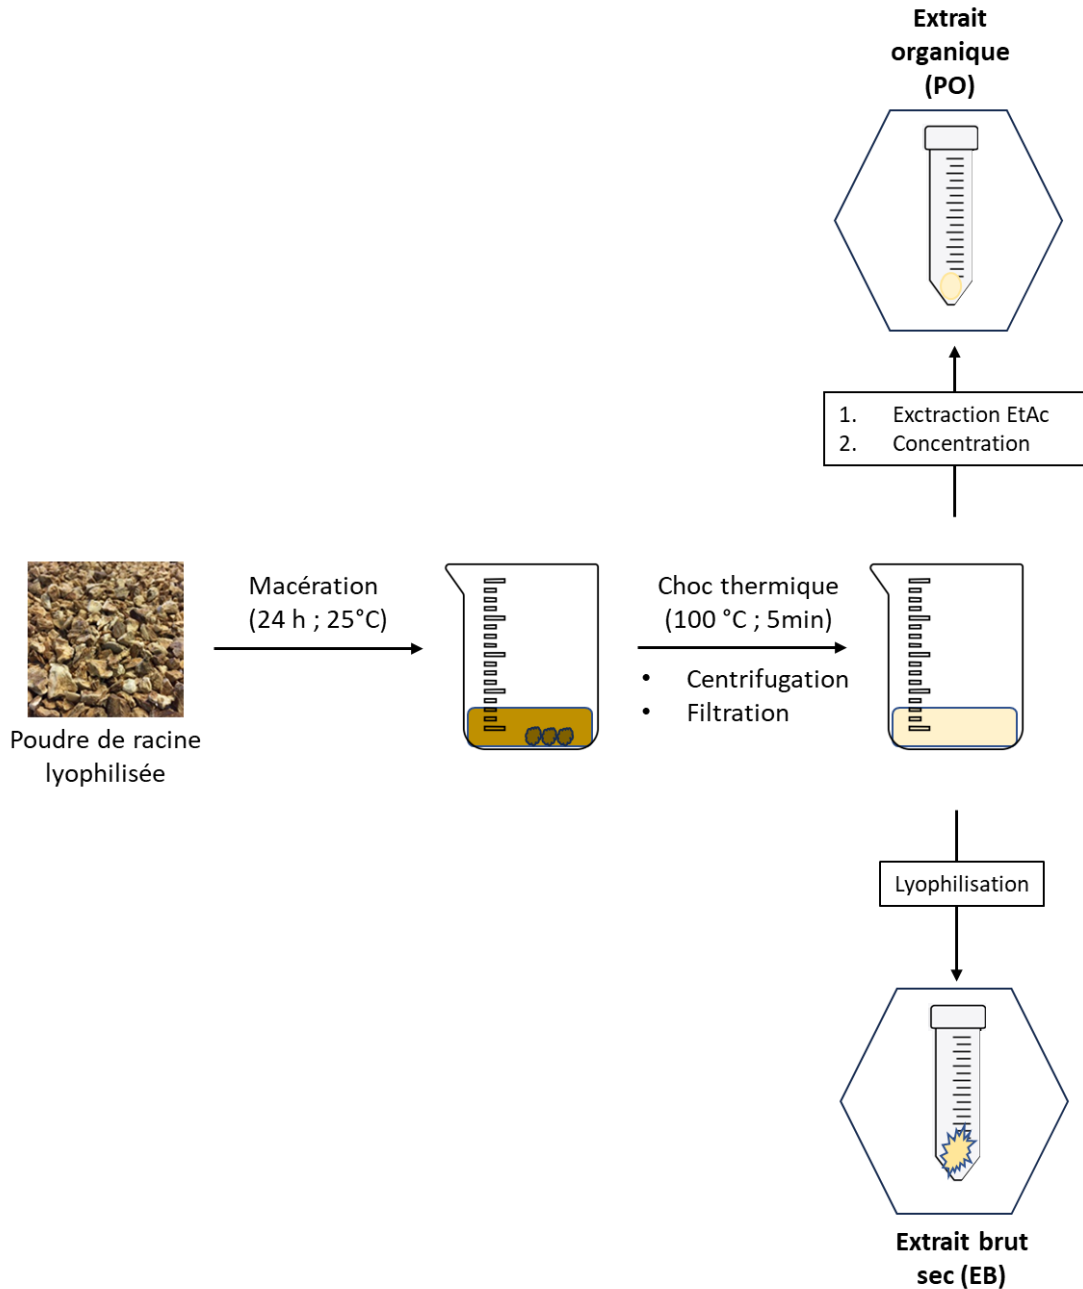 Extrait
organique
(PO)
1. Exctraction EtAc
2. Concentration
Macération
(24 h ; 25°C)
Choc thermique
(100 °C ; 5min)
• Centrifugation
• Filtration
Poudre de racine
lyophilisée
Lyophilisation
Extrait brut
sec (EB)